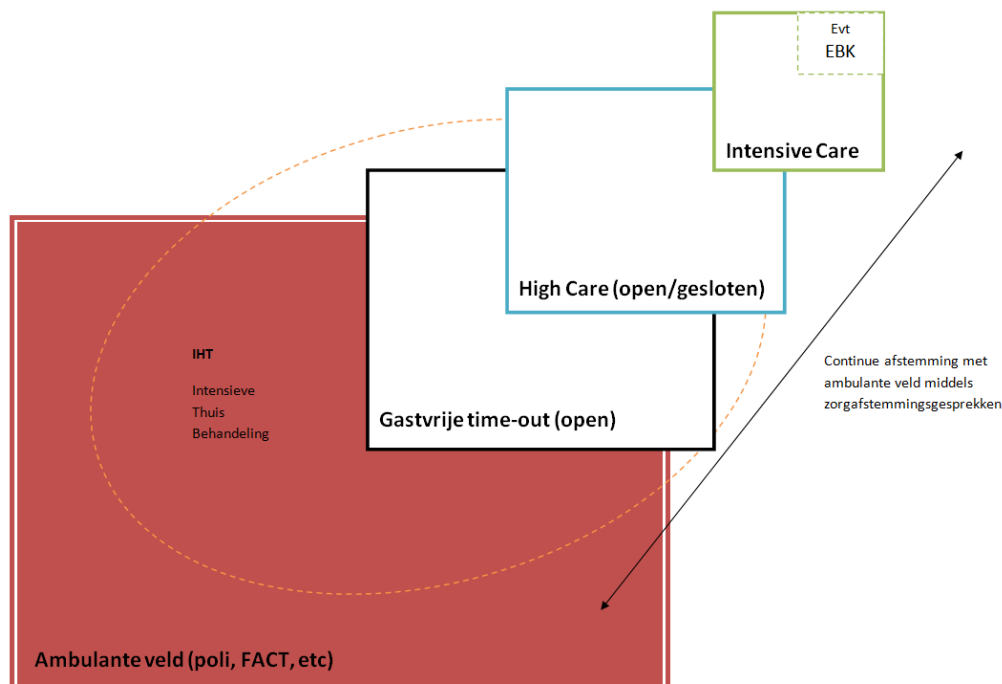 Evt
EBK
Intensive Care
High Care (open/gesloten)
IHT
Intensieve
Thuis
Behandeling
Gastvrije time-out (open)
Continue afstemming met
ambulante veld middels
zorgafstemmingsgesprekken
Ambulante veld (poli, FACT, etc)